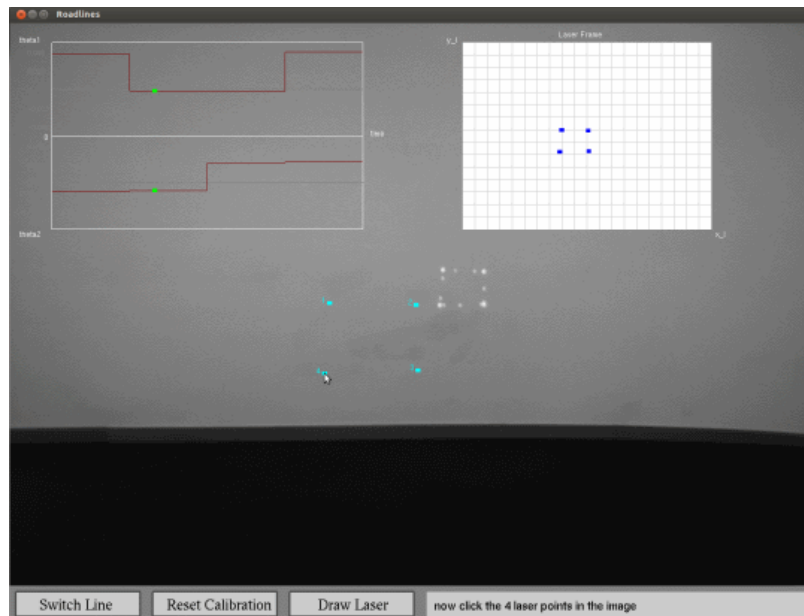 Roadlines
theta1
y_l
Laser Frame
0
two
theta2
x_l
Switch Line
Reset Calibration
Draw Laser
now click the 4 laser points in the image